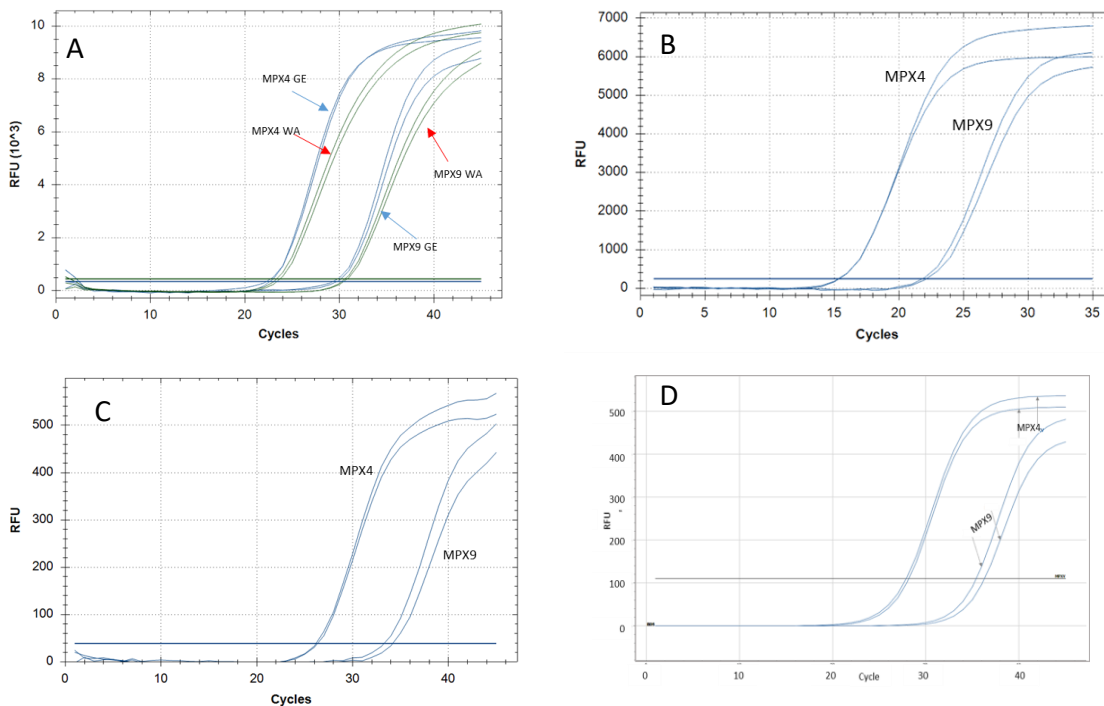 A
10
8
6
4
2
0
RFU (10^3)
MPX4 GE
MPX4 WA
MPX9 WA
MPX9 GE
0 10 20 30 40
Cycles
B
7000
6000
5000
4000
3000
2000
1000
0
RFU
MPX4
MPX9
0 5 10 15 20 25 30 35
Cycles
C
500
400
300
200
100
0
RFU
MPX4
MPX9
0 10 20 30 40
Cycles
D
500
400
300
200
100
0
RFU
MPX4
MPX9
0 10 20 30 40
Cycle